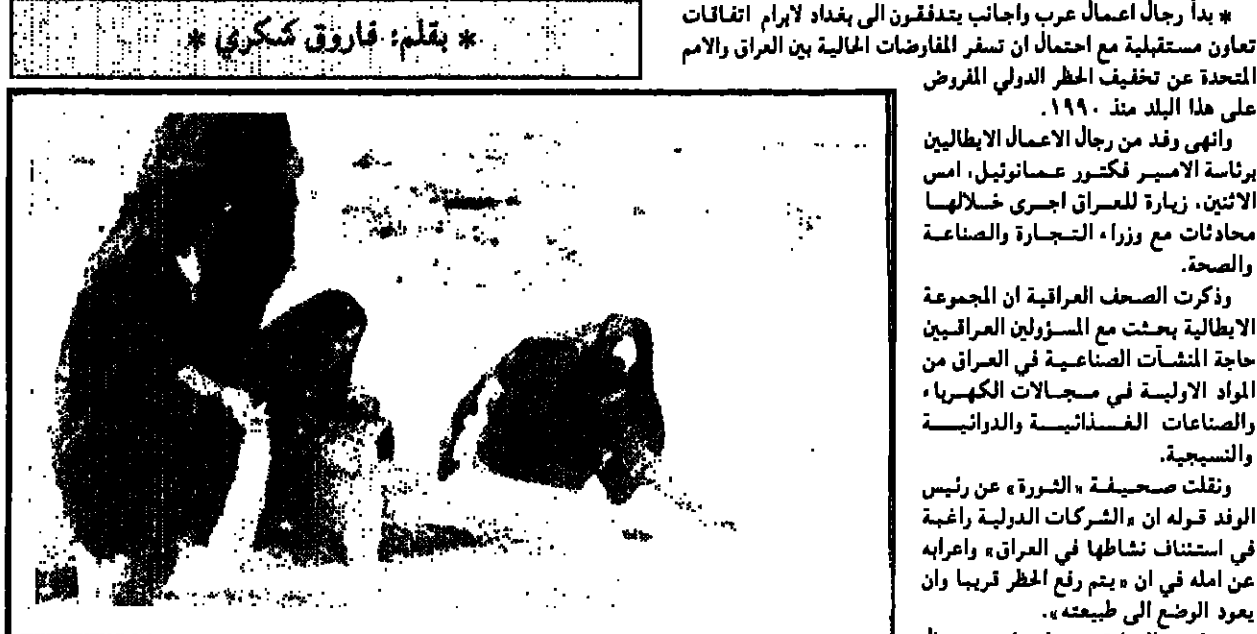 * بقلم: فاروق شكري *
* بدأ رجال اعمال عرب واجانب يتدفقون الى بغداد لابرام اتفاقات
تعاون مستقبلية مع احتمال ان تسفر المفاوضات الحالية بين العراق والامم
المتحدة عن تخفيف الحظر الدولي المفروض
على هذا البلد منذ ١٩٩٠.
وانهى وفد من رجال الاعمال الايطاليين
برئاسة الامير فكتور عمانوئيل، امس
الاثنين، زيارة للعراق اجرى خلالها
محادثات مع وزراء التجارة والصناعة
والصحة.
وذكرت الصحف العراقية ان المجموعة
الايطالية بحثت مع المسؤولين العراقيين
حاجة المنشآت الصناعية في العراق من
المواد الاولية في مجالات الكهرباء
والصناعات الغذائية والدوائية
والنسيجية.
ونقلت صحيفة «الثورة» عن رئيس
الوفد قوله ان «الشركات الدولية راغبة
في استئناف نشاطها في العراق» واعرابه
عن امله في ان «يتم رفع الحظر قريبا وان
يعود الوضع الى طبيعته».